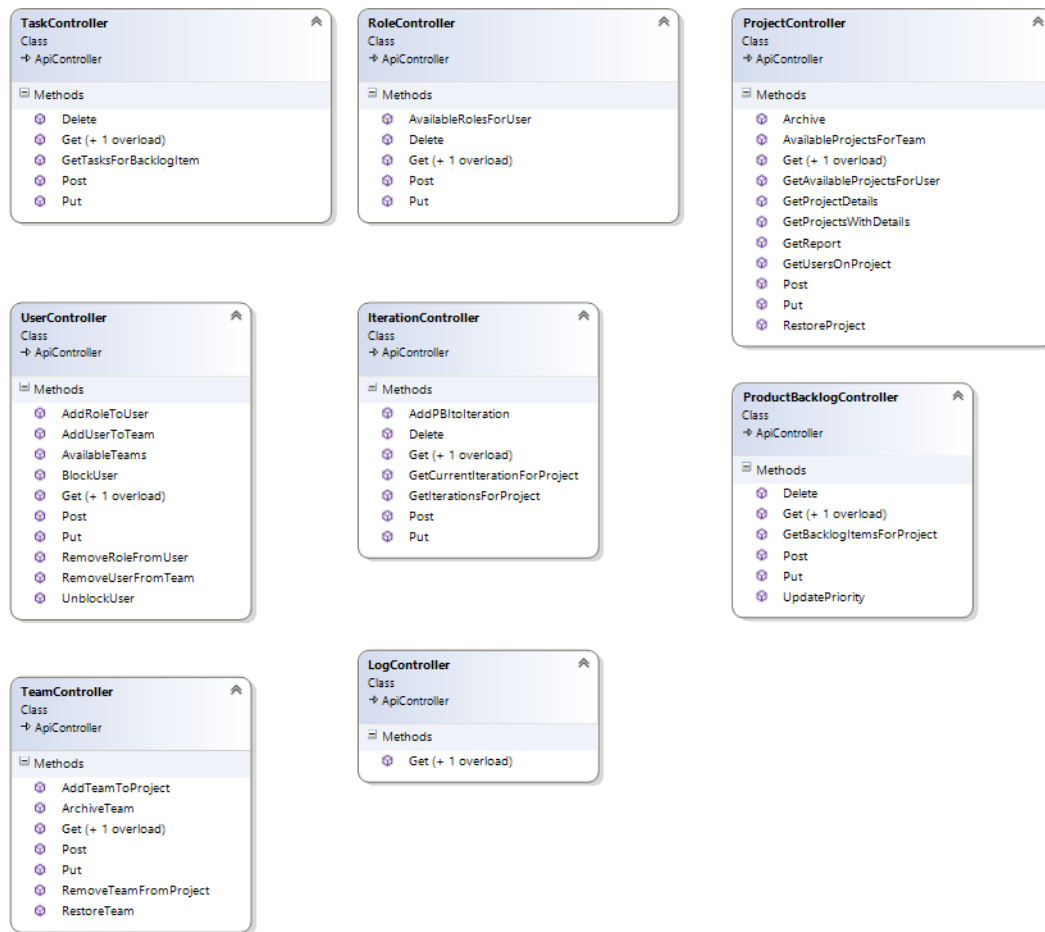 TaskController
Class
ApiController
Methods
Delete
Get (+ 1 overload)
GetTasksForBacklogItem
Post
Put
RoleController
Class
ApiController
Methods
AvailableRolesForUser
Delete
Get (+ 1 overload)
Post
Put
ProjectController
Class
ApiController
Methods
Archive
AvailableProjectsForTeam
Get (+ 1 overload)
GetAvailableProjectsForUser
GetProjectDetails
GetProjectsWithDetails
GetReport
GetUsersOnProject
Post
Put
RestoreProject
UserController
Class
ApiController
Methods
AddRoleToUser
AddUserToTeam
AvailableTeams
BlockUser
Get (+ 1 overload)
Post
Put
RemoveRoleFromUser
RemoveUserFromTeam
UnblockUser
IterationController
Class
ApiController
Methods
AddPBItoIteration
Delete
Get (+ 1 overload)
GetCurrentIterationForProject
GetIterationsForProject
Post
Put
ProductBacklogController
Class
ApiController
Methods
Delete
Get (+ 1 overload)
GetBacklogItemsForProject
Post
Put
UpdatePriority
TeamController
Class
ApiController
Methods
AddTeamToProject
ArchiveTeam
Get (+ 1 overload)
Post
Put
RemoveTeamFromProject
RestoreTeam
LogController
Class
ApiController
Methods
Get (+ 1 overload)